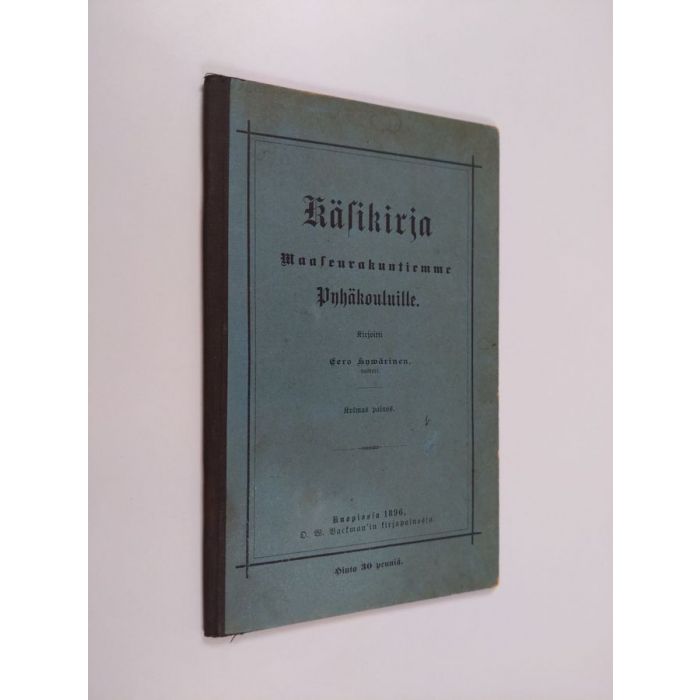 Käſikirja
Maaſeurakuntiemme
Pyhäkouluille.
Kirjoitti
Eero Hywärinen,
Kolmas painos.
Kuopiosſa 1896,
O. W. Backman'in kirjapainosſa
Hinta 30 penniä.